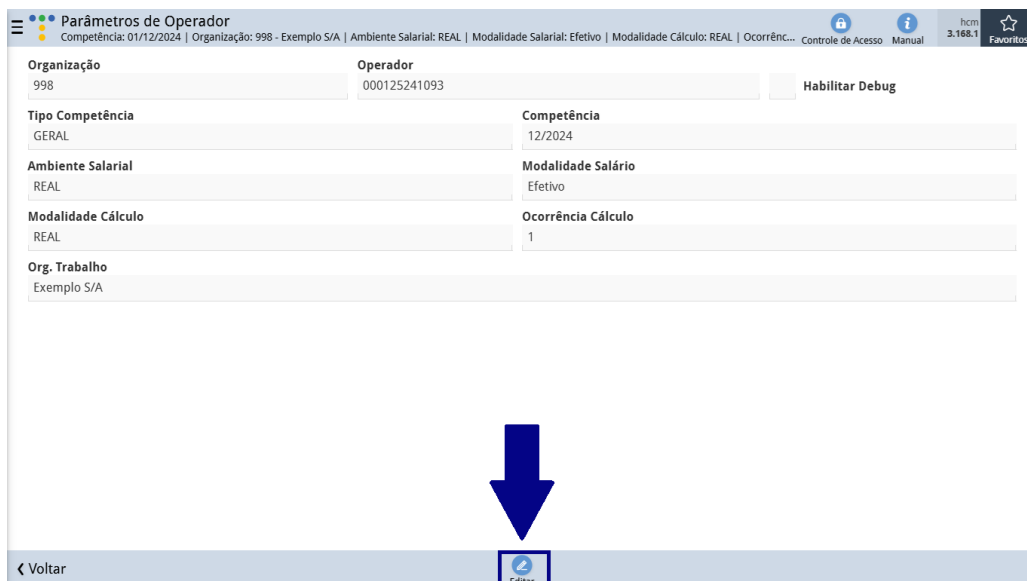 Parâmetros de Operador
Competência: 01/12/2024 | Organização: 998 - Exemplo S/A | Ambiente Salarial: REAL | Modalidade Salarial: Efetivo | Modalidade Cálculo: REAL | Ocorrênc...
Controle de Acesso
Manual
hcm
3.168.1
Favoritos
Organização
Operador
998
000125241093
Habilitar Debug
Tipo Competência
Competência
GERAL
12/2024
Ambiente Salarial
Modalidade Salário
REAL
Efetivo
Modalidade Cálculo
Ocorrência Cálculo
REAL
1
Org. Trabalho
Exemplo S/A
Voltar
Editar